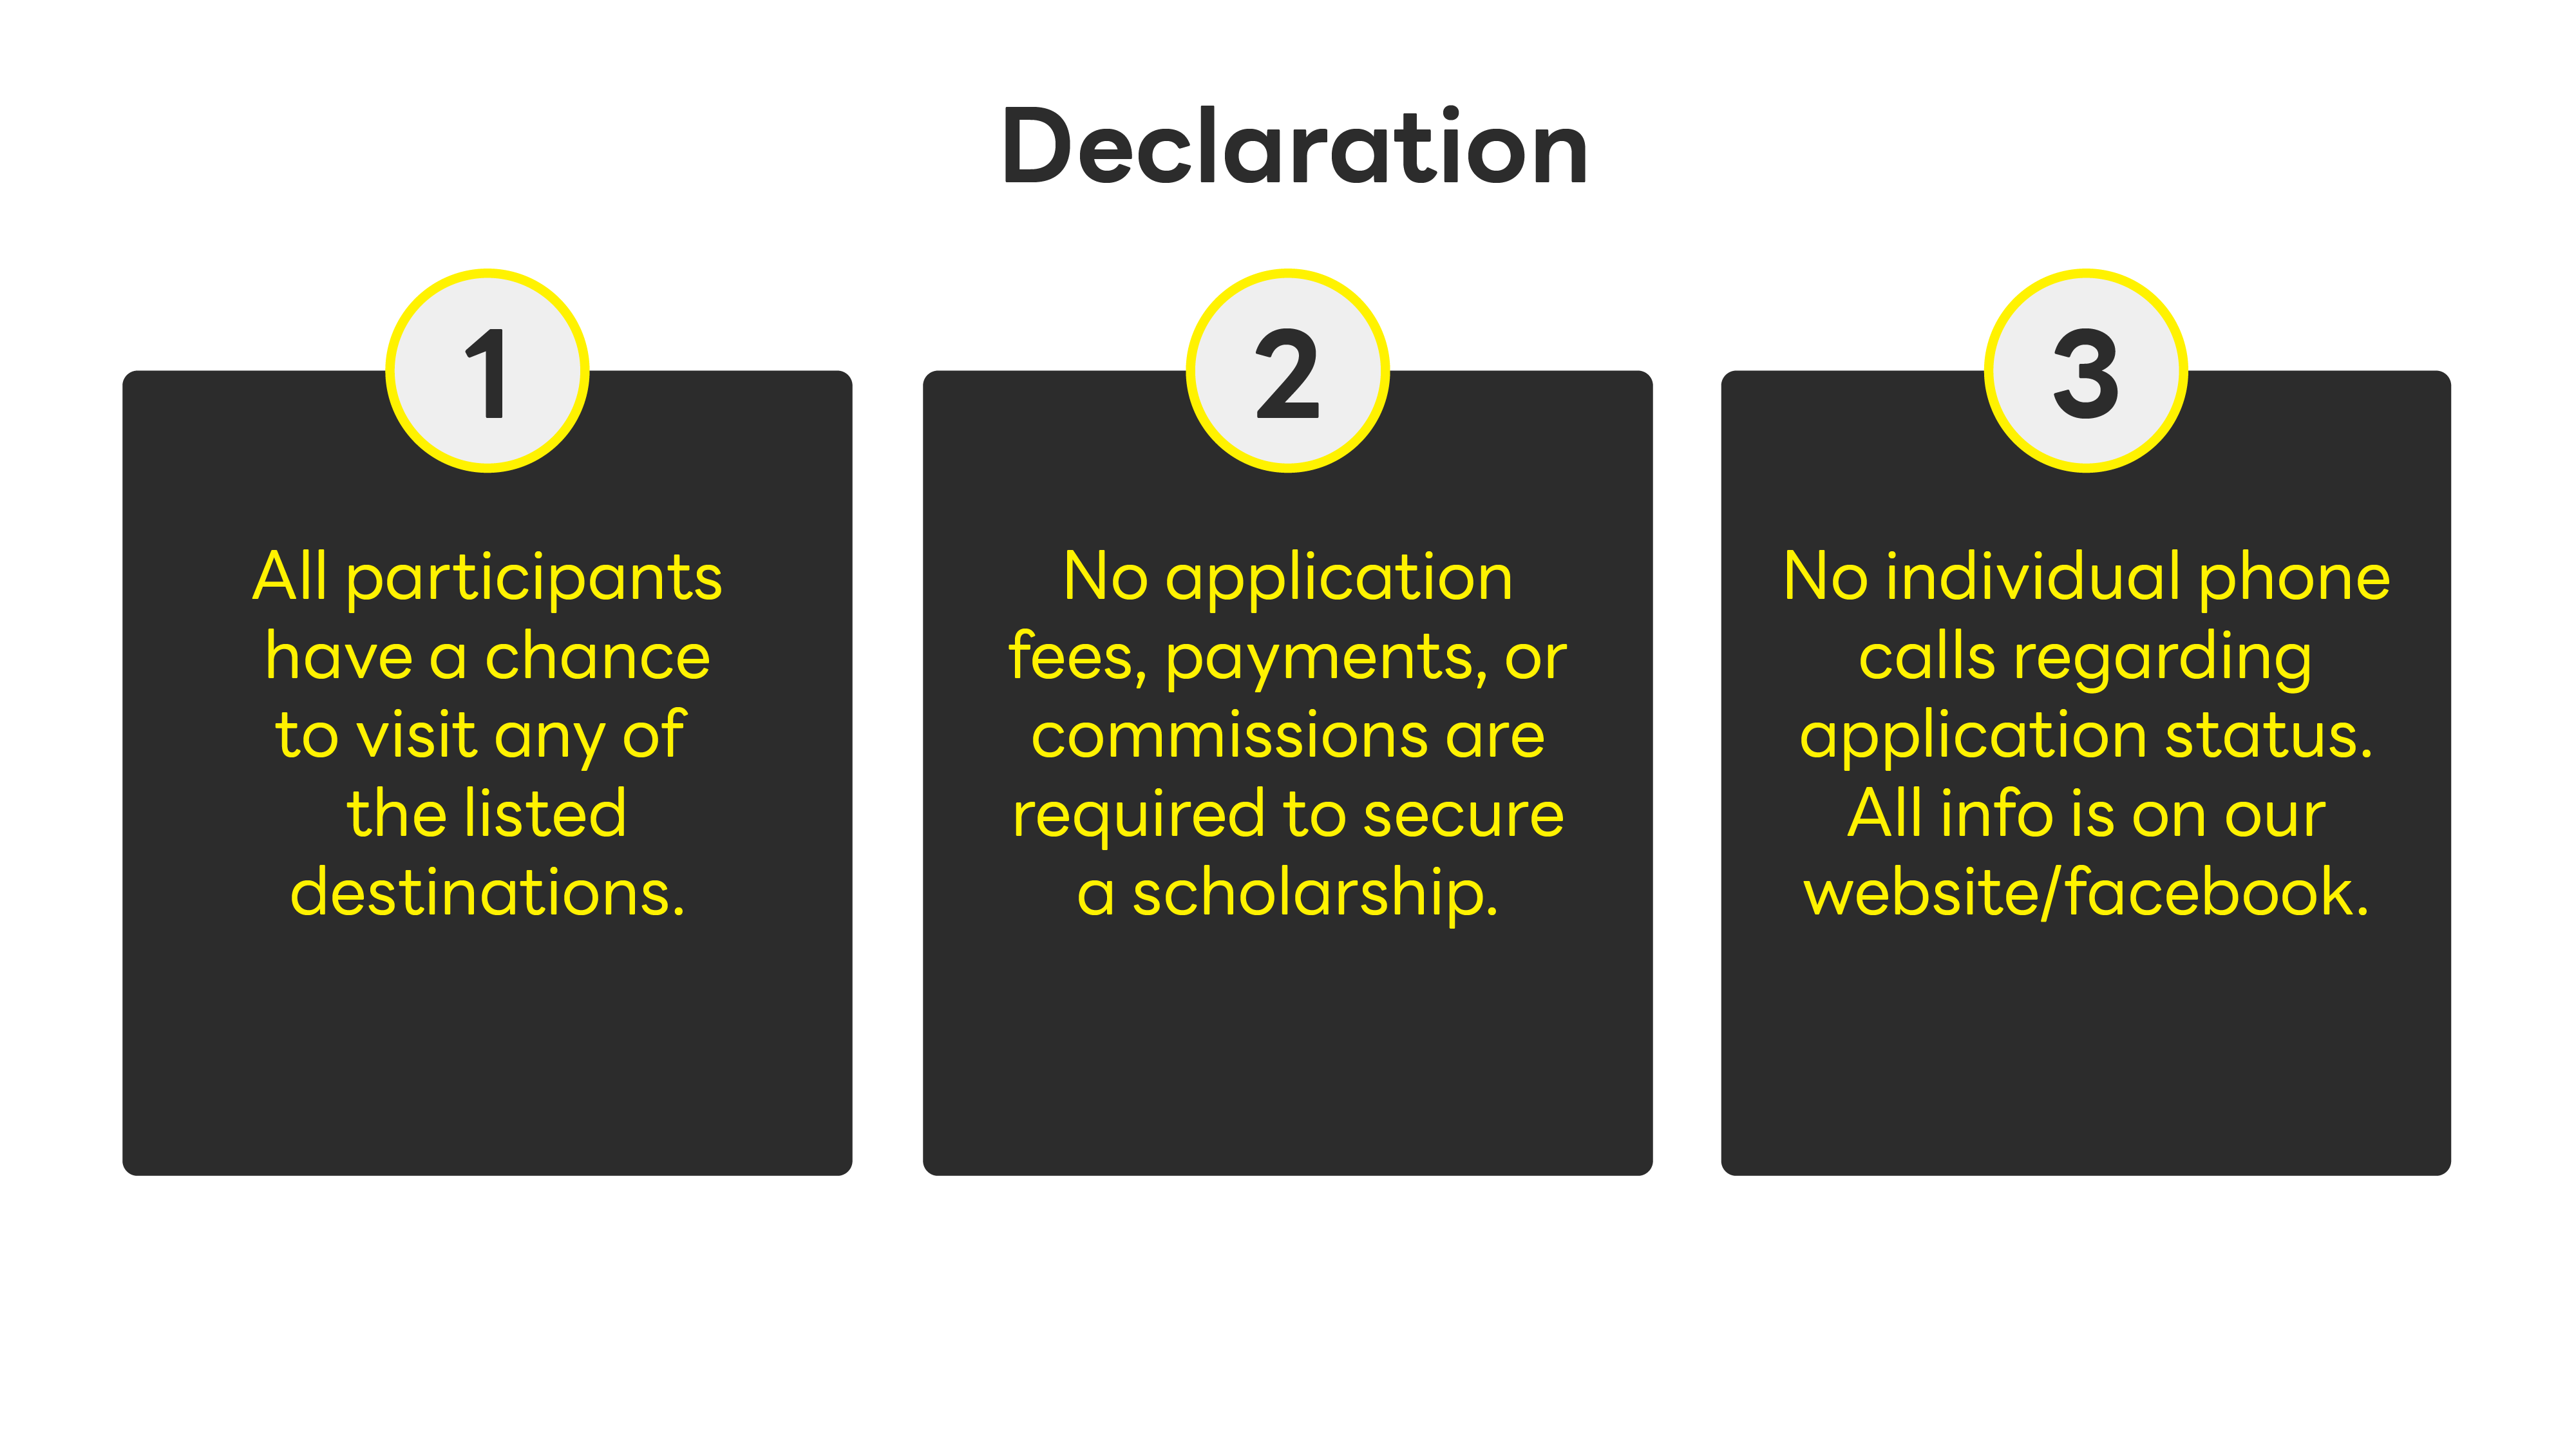 Declaration
1
All participants
have a chance
to visit any of
the listed
destinations.
2
No application
fees, payments, or
commissions are
required to secure
a scholarship.
3
No individual phone
calls regarding
application status.
All info is on our
website/facebook.